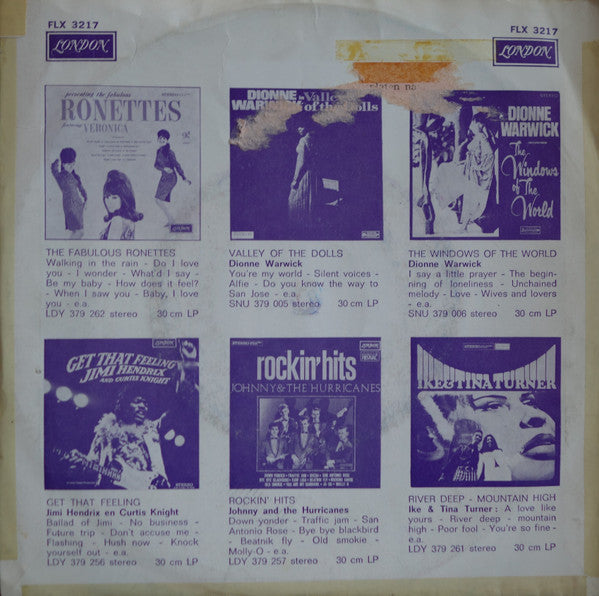 FLX 3217
FLX 3217
LONDON
LONDON
platen na
presenting the fabulous
RONETTES
featuring
VERONICA
LONDON
DIONNE
WARWICK
in Valley
of the Dolls
DIONNE
WARWICK
The
Windows
of The
World
THE FABULOUS RONETTES
Walking in the rain - Do I love
you - I wonder - What'd I say -
Be my baby - How does it feel?
- When I saw you - Baby, I love
you - e.a.
LDY 379 262 stereo 30 cm LP
VALLEY OF THE DOLLS
Dionne Warwick
You're my world - Silent voices -
Alfie - Do you know the way to
San Jose - e.a.
SNU 379 005 stereo 30 cm LP
THE WINDOWS OF THE WORLD
Dionne Warwick
I say a little prayer - The begin-
ning of loneliness - Unchained
melody - Love - Wives and lovers
- e.a.
SNU 379 006 stereo 30 cm LP
GET THAT FEELING
JIMI HENDRIX
AND CURTIS KNIGHT
LONDON
rockin' hits
JOHNNY & THE HURRICANES
IKE & TINA TURNER
GET THAT FEELING
Jimi Hendrix en Curtis Knight
Ballad of Jimi - No business -
Future trip - Don't accuse me -
Flashing - Hush now - Knock
yourself out - e.a.
LDY 379 256 stereo 30 cm LP
ROCKIN' HITS
Johnny and the Hurricanes
Down yonder - Traffic jam - San
Antonio Rose - Bye bye blackbird
- Beatnik fly - Old smokie -
Molly-O - e.a.
LDY 379 257 stereo 30 cm LP
RIVER DEEP - MOUNTAIN HIGH
Ike & Tina Turner : A love like
yours - River deep - mountain
high - Poor fool - You're so fine-
e.a.
LDY 379 261 stereo 30 cm LP